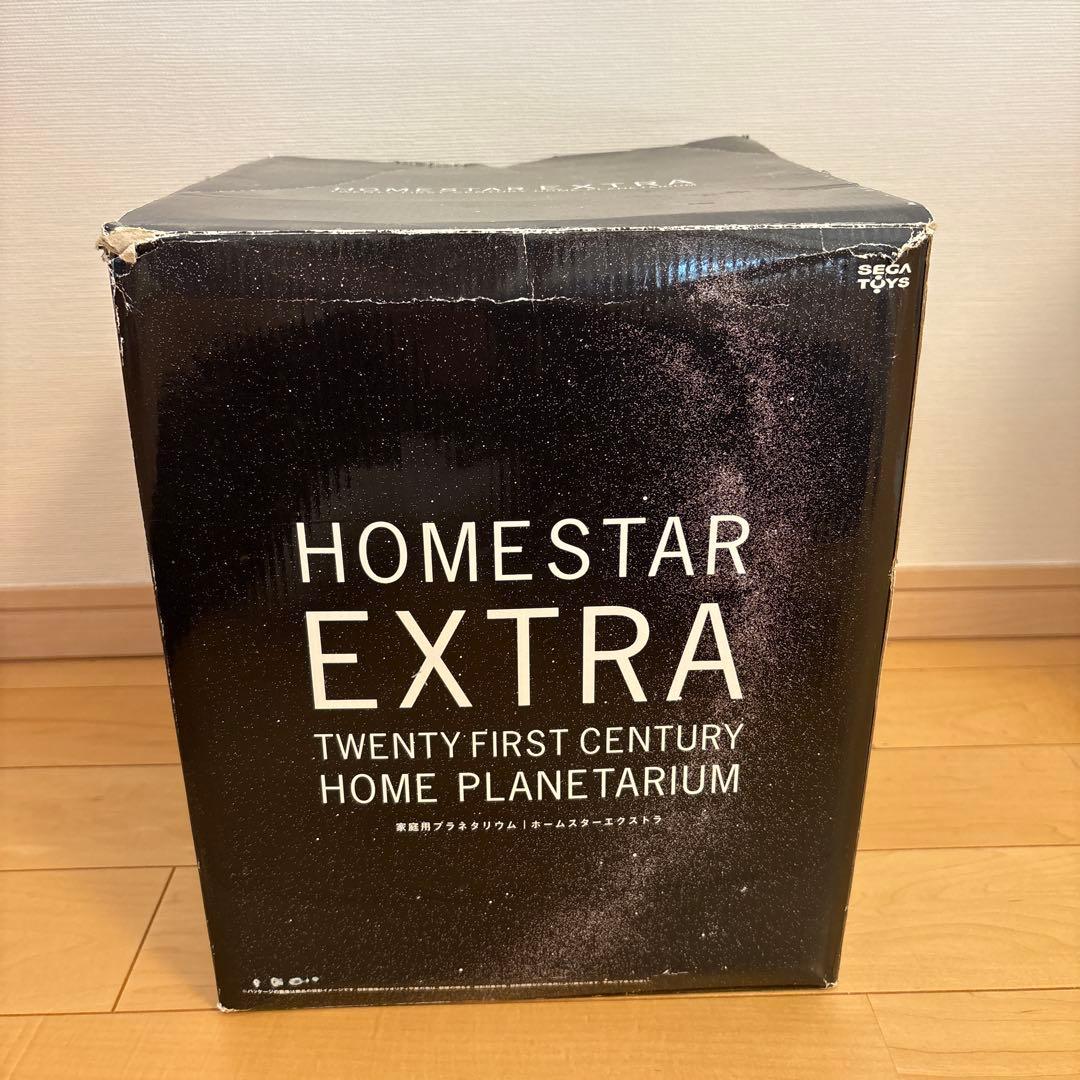 HOMESTAR EXTRA
SEGA
TOYS
HOMESTAR
EXTRA
TWENTY FIRST CENTURY
HOME PLANETARIUM
家庭用プラネタリウム | ホームスターエクストラ